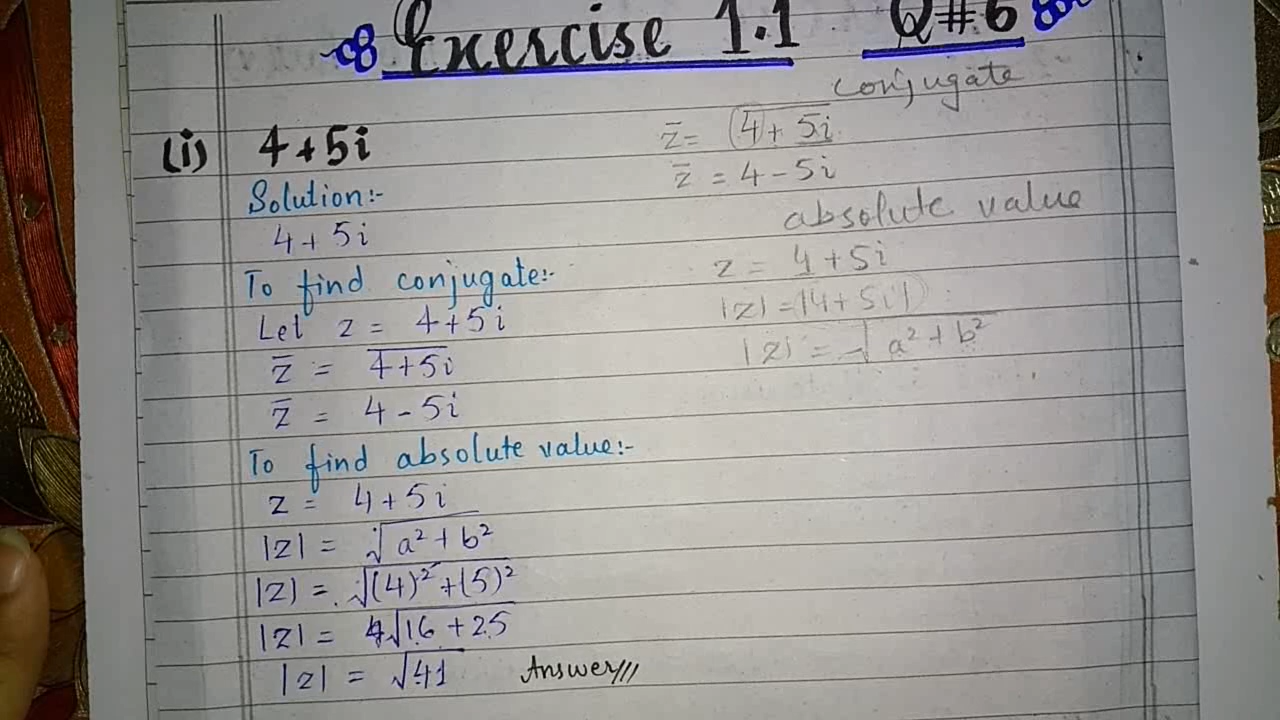 Exercise 1.1 Q#6
(i) 4+5i
Solution:-
4+5i
To find conjugate:-
Let z = 4+5i
z̅ = 4̅+̅5̅i̅
z̅ = 4-5i
To find absolute value:-
z = 4+5i
|z| = √a²+b²
|z| = √(4)²+(5)²
|z| = √16+25
|z| = √41 Answer///
conjugate
z̅ = 4̅+̅ 5̅i̅
z̅ = 4-5i
absolute value
z = 4+5i
|z| = |4+5i|
|z| = √a²+b²